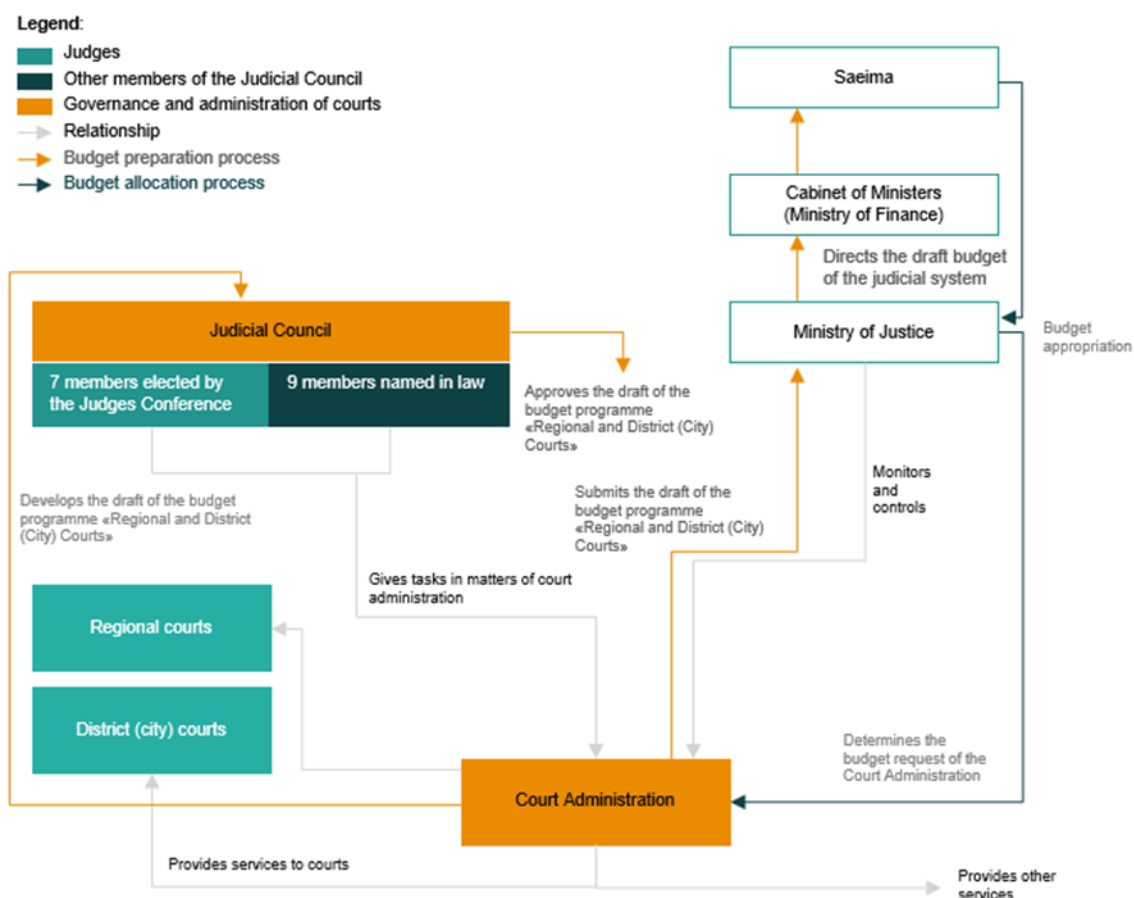 Legend:
Judges
Other members of the Judicial Council
Governance and administration of courts
Relationship
Budget preparation process
Budget allocation process
Saeima
Cabinet of Ministers
(Ministry of Finance)
Directs the draft budget
of the judicial system
Ministry of Justice
Budget
appropriation
Judicial Council
7 members elected by
the Judges Conference
9 members named in law
Approves the draft of the
budget programme
«Regional and District (City)
Courts»
Develops the draft of the budget
programme «Regional and District
(City) Courts»
Submits the draft of the
budget programme
«Regional and District (City)
Courts»
Monitors
and
controls
Gives tasks in matters of court
administration
Regional courts
District (city) courts
Determines the
budget request of the
Court Administration
Court Administration
Provides services to courts
Provides other
services